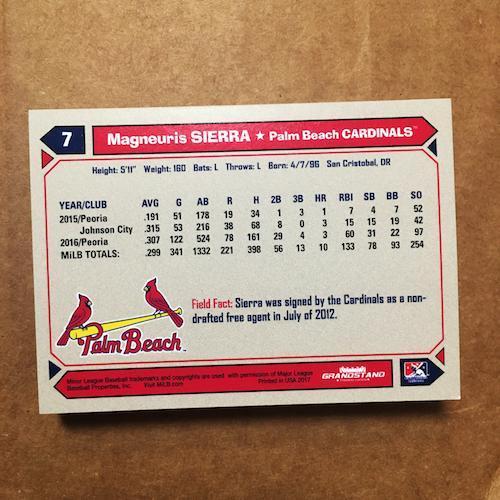 7 Magneuris SIERRA ★ Palm Beach CARDINALS™
Height: 5'11" Weight: 160 Bats: L Throws: L Born: 4/7/96 San Cristobal, DR
YEAR/CLUB AVG G AB R H 2B 3B HR RBI SB BB SO
2015/Peoria .191 51 178 19 34 1 3 1 7 4 7 52
Johnson City .315 53 216 38 68 8 0 3 15 15 19 42
2016/Peoria .307 122 524 78 161 29 4 3 60 31 22 97
MiLB TOTALS: .299 341 1332 221 398 56 13 10 133 78 93 254
Field Fact: Sierra was signed by the Cardinals as a non-
drafted free agent in July of 2012.
Palm Beach
Minor League Baseball trademarks and copyrights are used with permission of Major League
Baseball Properties, Inc. Visit MiLB.com Printed in USA 2017
GRANDSTAND